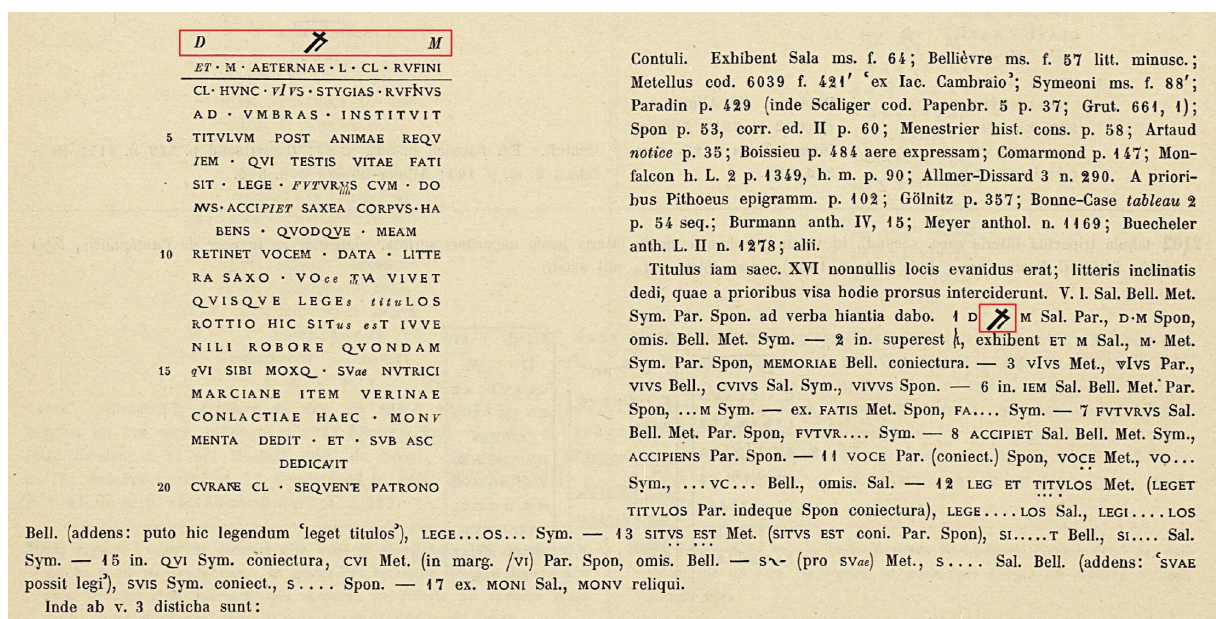 D M
ET · M · AETERNAE · L · CL · RVFINI
CL · HVNC · VIVS · STYGIAS · RVFINVS
AD · VMBRAS · INSTITVIT
5 TITVLVM POST ANIMAE REQV
IEM · QVI TESTIS VITAE FATI
SIT · LEGE · FVTVRVS CVM · DO
MVS · ACCIPIET SAXEA CORPVS · HA
BENS · QVODQVE · MEAM
10 RETINET VOCEM · DATA · LITTE
RA SAXO · VOce TVA VIVET
QVISQVE LEGEs tituLOS
ROTTIO HIC SITus esT IVVE
NILI ROBORE QVONDAM
15 qVI SIBI MOXQ · SVae NVTRICI
MARCIANE ITEM VERINAE
CONLACTIAE HAEC · MONV
MENTA DEDIT · ET · SVB ASC
DEDICAVIT
20 CVRANTE CL · SEQVENTE PATRONO
Contuli. Exhibent Sala ms. f. 64; Bellièvre ms. f. 57 litt. minusc.;
Metellus cod. 6039 f. 421' ‘ex Iac. Cambraio’; Symeoni ms. f. 88';
Paradin p. 429 (inde Scaliger cod. Papenbr. 5 p. 37; Grut. 661, 1);
Spon p. 53, corr. ed. II p. 60; Menestrier hist. cons. p. 58; Artaud
notice p. 35; Boissieu p. 484 aere expressam; Comarmond p. 147; Mon-
falcon h. L. 2 p. 1349, h. m. p. 90; Allmer-Dissard 3 n. 290. A priori-
bus Pithoeus epigramm. p. 102; Gölnitz p. 357; Bonne-Case tableau 2
p. 54 seq.; Burmann anth. IV, 15; Meyer anthol. n. 1169; Buecheler
anth. L. II n. 1278; alii.
Titulus iam saec. XVI nonnullis locis evanidus erat; litteris inclinatis
dedi, quae a prioribus visa hodie prorsus interciderunt. V. l. Sal. Bell. Met.
Sym. Par. Spon. ad verba hiantia dabo. 1 D M Sal. Par., D·M Spon,
omis. Bell. Met. Sym. — 2 in. superest, exhibent ET M Sal., M· Met.
Sym. Par. Spon, MEMORIAE Bell. coniectura. — 3 vIvs Met., vIvs Par.,
VIVS Bell., CVIVS Sal. Sym., VIVVS Spon. — 6 in. IEM Sal. Bell. Met. Par.
Spon, ...M Sym. — ex. FATIS Met. Spon, FA.... Sym. — 7 FVTVRVS Sal.
Bell. Met. Par. Spon, FVTVR.... Sym. — 8 ACCIPIET Sal. Bell. Met. Sym.,
ACCIPIENS Par. Spon. — 11 VOCE Par. (coniect.) Spon, VOCE Met., VO...
Sym., ...VC... Bell., omis. Sal. — 12 LEG ET TITVLOS Met. (LEGET
TITVLOS Par. indeque Spon coniectura), LEGE....LOS Sal., LEGI....LOS
Bell. (addens: puto hic legendum ‘leget titulos’), LEGE...OS... Sym. — 13 SITVS EST Met. (SITVS EST coni. Par. Spon), SI.....T Bell., SI.... Sal.
Sym. — 15 in. QVI Sym. coniectura, CVI Met. (in marg. /VI) Par. Spon, omis. Bell. — (pro SVae) Met., S.... Sal. Bell. (addens: ‘SVAE
possit legi’), SVIS Sym. coniect., S.... Spon. — 17 ex. MONI Sal., MONV reliqui.
Inde ab v. 3 disticha sunt: